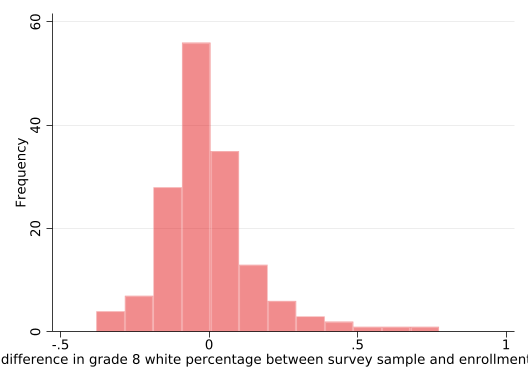 60
40
20
0
Frequency
-.5 0 .5 1
difference in grade 8 white percentage between survey sample and enrollment